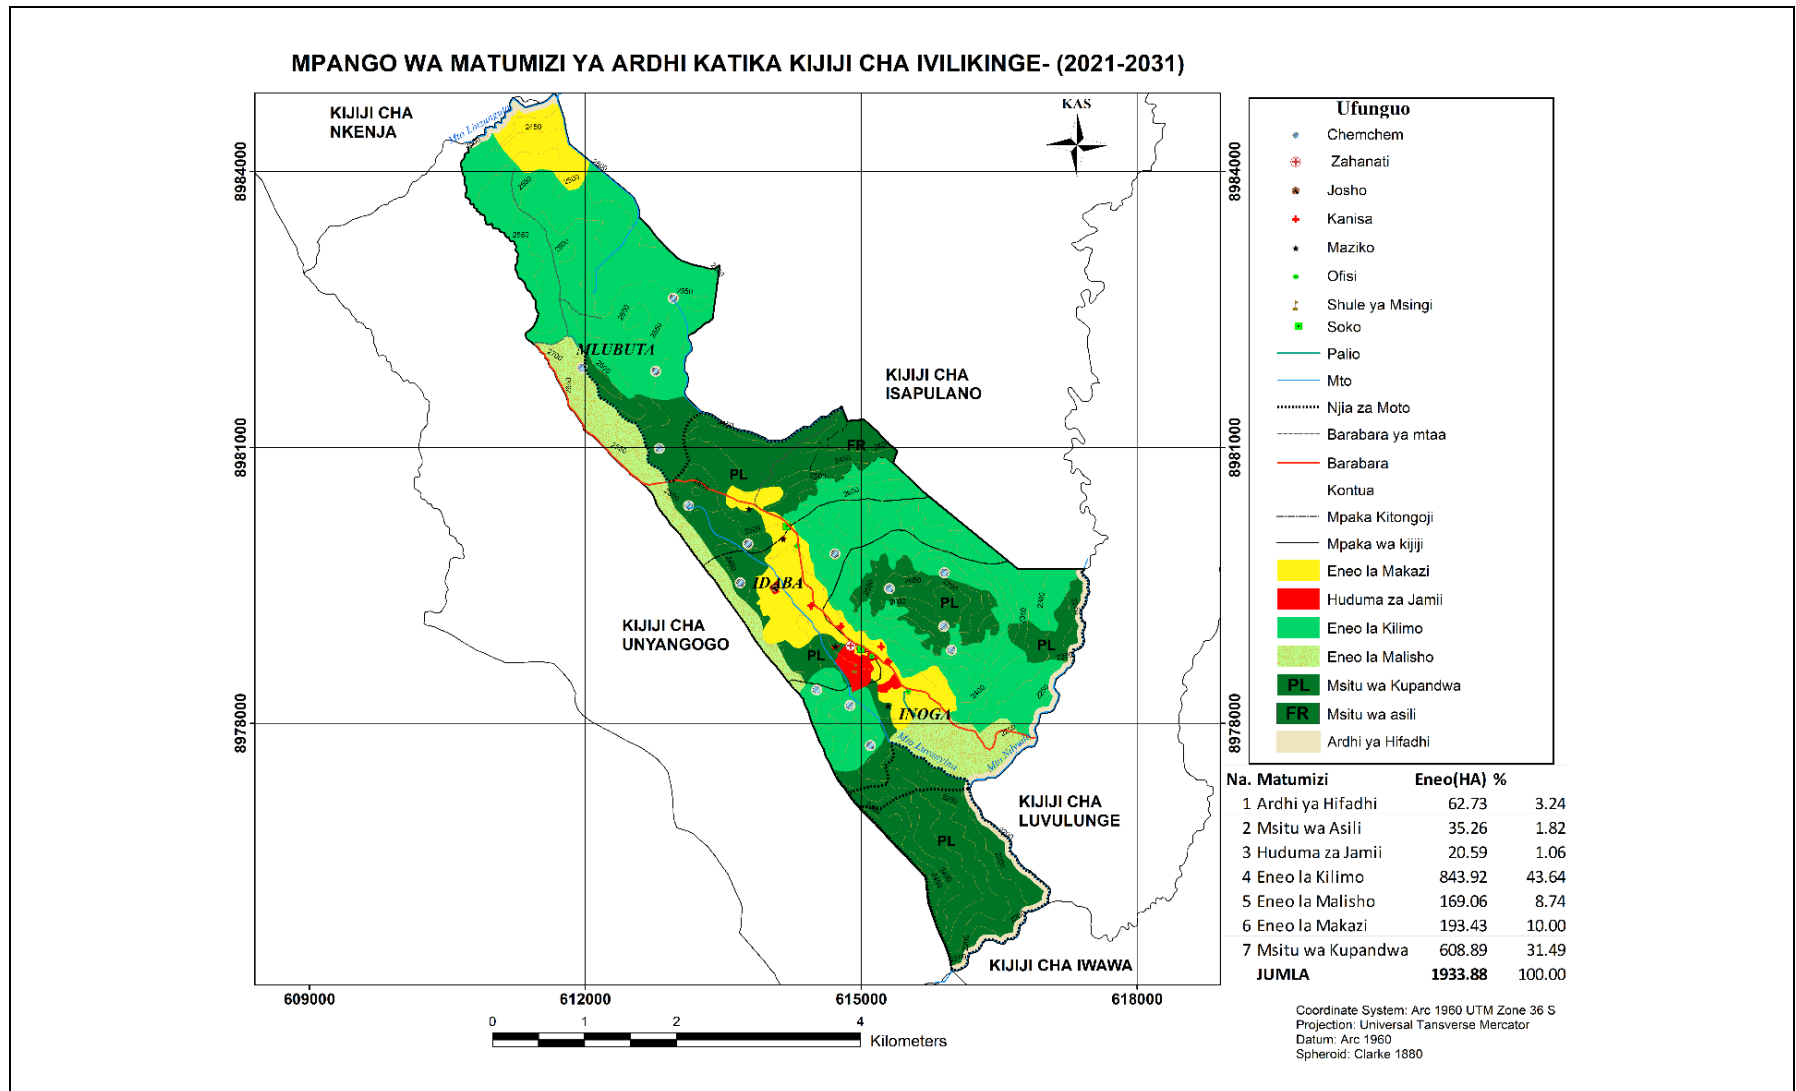 MPANGO WA MATUMIZI YA ARDHI KATIKA KIJIJI CHA IVILIKINGE- (2021-2031)
KIJIJI CHA
NKENJA
KAS
8984000
8984000
MLUBUTA
KIJIJI CHA
ISAPULANO
8981000
8981000
FR
PL
IDABA
PL
KIJIJI CHA
UNYANGOGO
PL
PL
INOGA
8978000
8978000
KIJIJI CHA
LUVULUNGE
PL
KIJIJI CHA IWAWA
609000
612000
615000
618000
0 1 2 4
Kilometers
Ufunguo
Chemchem
Zahanati
Josho
Kanisa
Maziko
Ofisi
Shule ya Msingi
Soko
Palio
Mto
Njia za Moto
Barabara ya mtaa
Barabara
Kontua
Mpaka Kitongoji
Mpaka wa kijiji
Eneo la Makazi
Huduma za Jamii
Eneo la Kilimo
Eneo la Malisho
PL Msitu wa Kupandwa
FR Msitu wa asili
Ardhi ya Hifadhi
Na. Matumizi Eneo(HA) %
1 Ardhi ya Hifadhi 62.73 3.24
2 Msitu wa Asili 35.26 1.82
3 Huduma za Jamii 20.59 1.06
4 Eneo la Kilimo 843.92 43.64
5 Eneo la Malisho 169.06 8.74
6 Eneo la Makazi 193.43 10.00
7 Msitu wa Kupandwa 608.89 31.49
JUMLA 1933.88 100.00
Coordinate System: Arc 1960 UTM Zone 36 S
Projection: Universal Tansverse Mercator
Datum: Arc 1960
Spheroid: Clarke 1880